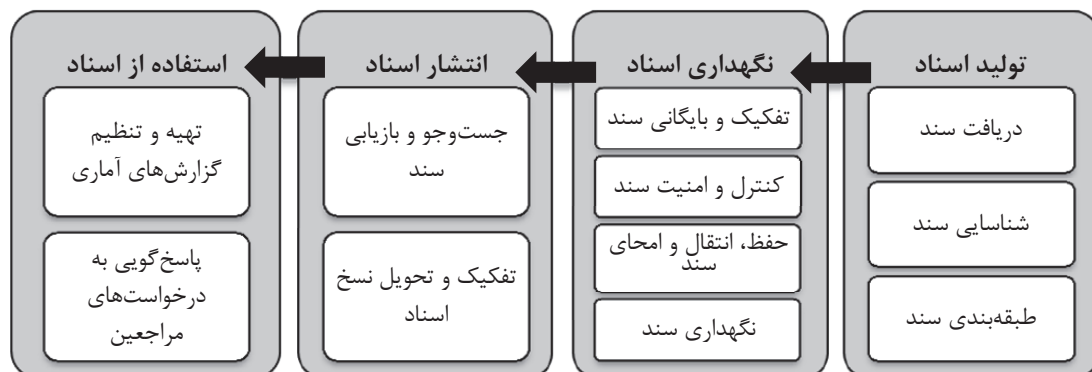 تولید اسناد
دریافت سند
شناسایی سند
طبقه‌بندی سند
نگهداری اسناد
تفکیک و بایگانی سند
کنترل و امنیت سند
حفظ، انتقال و امحای
سند
نگهداری سند
انتشار اسناد
جست‌وجو و بازیابی
سند
تفکیک و تحویل نسخ
اسناد
استفاده از اسناد
تهیه و تنظیم
گزارش‌های آماری
پاسخ‌گویی به
درخواست‌های
مراجعین